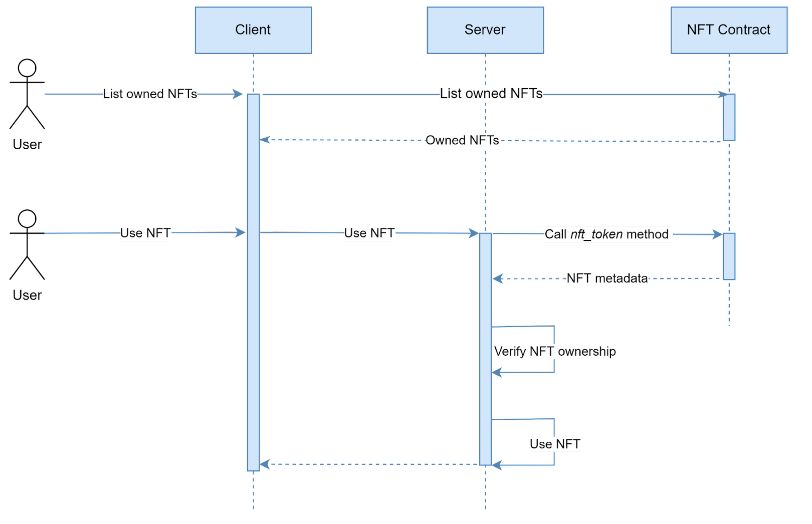 Client
Server
NFT Contract
List owned NFTs
List owned NFTs
User
Owned NFTs
Use NFT
Use NFT
Call nft_token method
NFT metadata
User
Verify NFT ownership
Use NFT